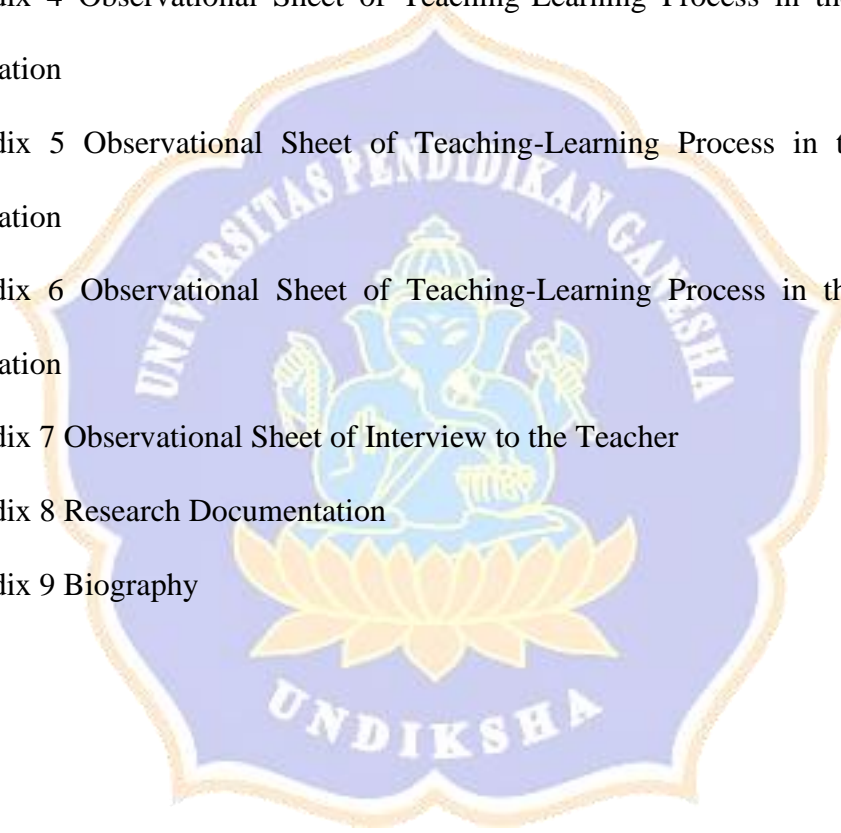 dix 4 Observational Sheet of Teaching-Learning Process in the
ation
dix 5 Observational Sheet of Teaching-Learning Process in t
ation
dix 6 Observational Sheet of Teaching-Learning Process in th
ation
dix 7 Observational Sheet of Interview to the Teacher
dix 8 Research Documentation
dix 9 Biography
UNIVERSITAS PENDIDIKAN GANESHA
UNDIKSHA